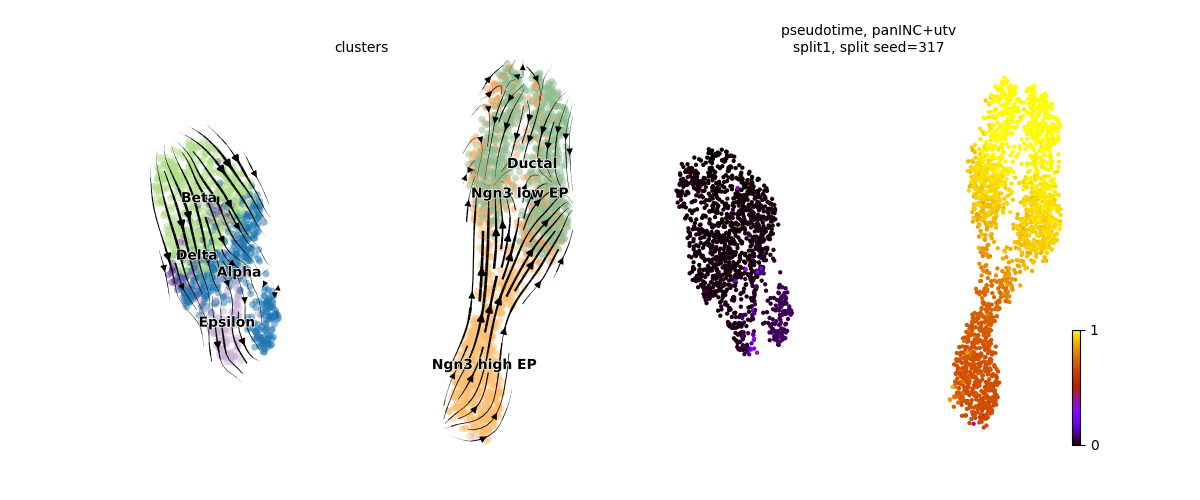 clusters
pseudotime, panINC+utv
split1, split seed=317
Ductal
Ngn3 low EP
Beta
Delta
Alpha
Epsilon
Ngn3 high EP
1
0